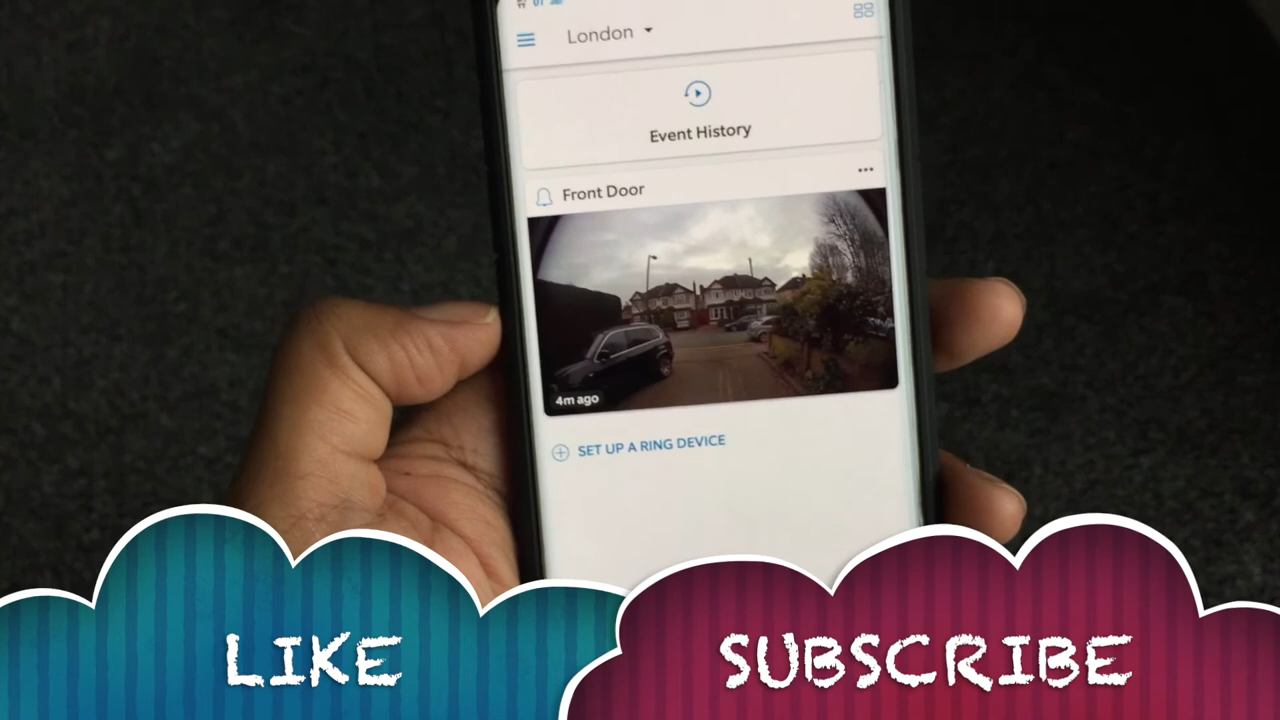 London
Event History
Front Door
4m ago
SET UP A RING DEVICE
LIKE
SUBSCRIBE